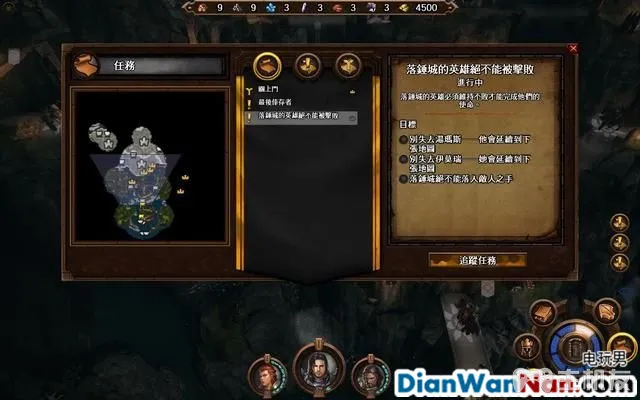 9 9 3 3 3 3 4500
任務
關上門
最後倖存者
落錘城的英雄絕不能被擊敗
落錘城的英雄絕不能被擊敗
進行中
落錘城的英雄必須維持不敗才能完成他們的
使命。
目標
別失去湯瑪斯——他會延續到下
張地圖
別失去伊莫瑞——她會延續到下
張地圖
落錘城絕不能落入敵人之手
追蹤任務
电玩男
DianWanNan.com